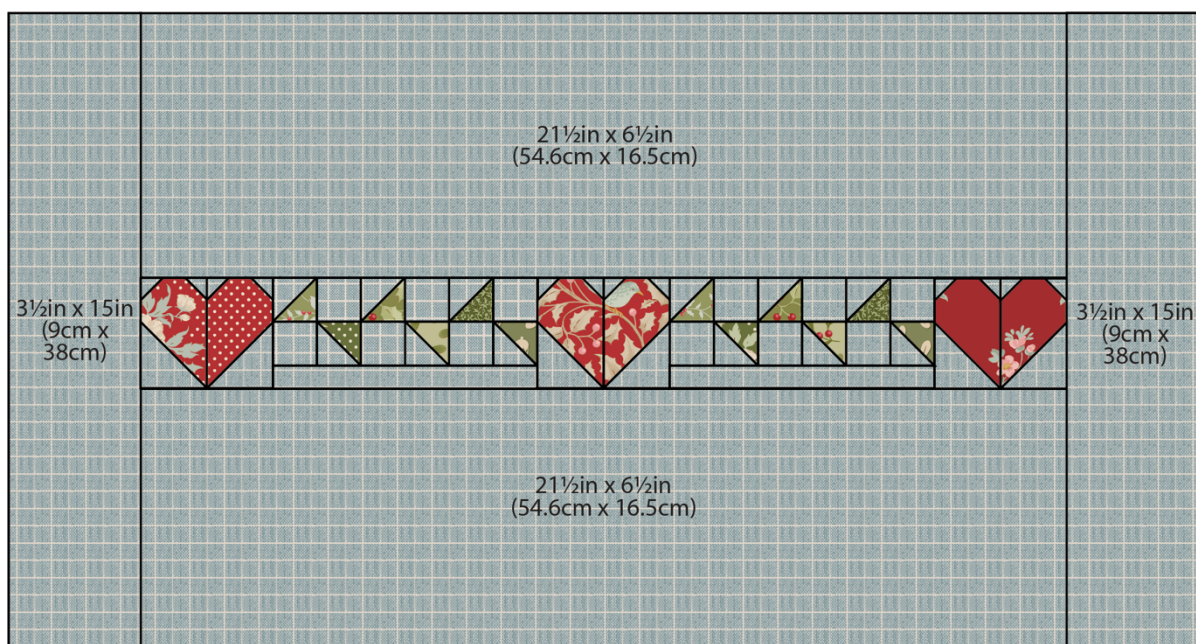 21½in x 6½in
(54.6cm x 16.5cm)
3½in x 15in
(9cm x
38cm)
3½in x 15in
(9cm x
38cm)
21½in x 6½in
(54.6cm x 16.5cm)